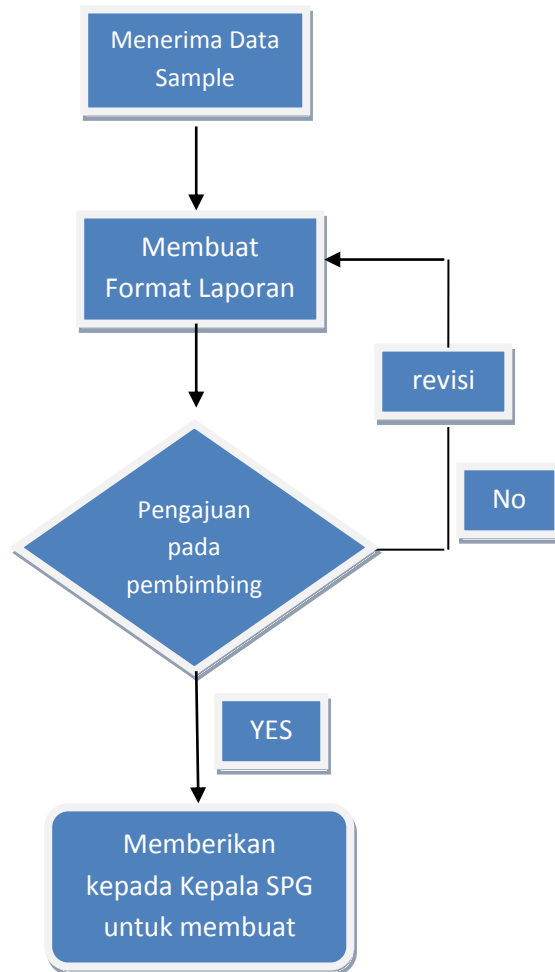 Menerima Data
Sample
Membuat
Format Laporan
revisi
No
Pengajuan
pada
pembimbing
YES
Memberikan
kepada Kepala SPG
untuk membuat